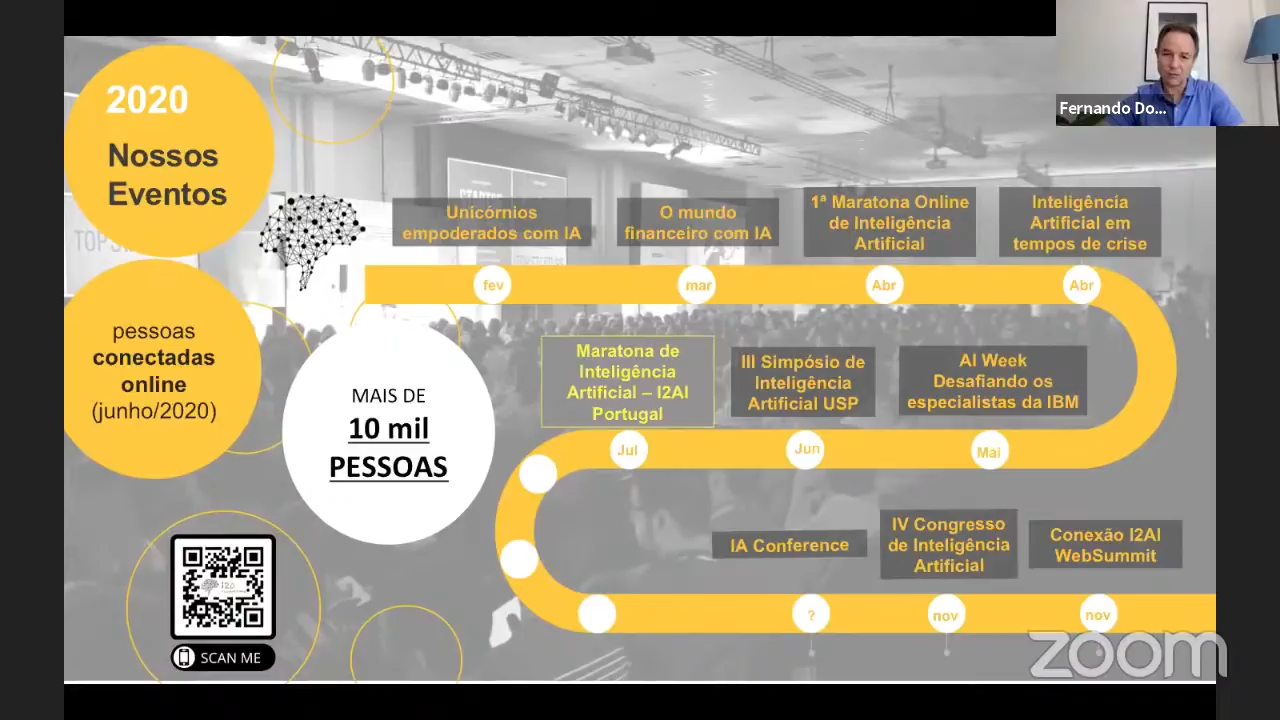 2020
Nossos
Eventos
pessoas
conectadas
online
(junho/2020)
MAIS DE
10 mil
PESSOAS
SCAN ME
Unicórnios
empoderados com IA
O mundo
financeiro com IA
1ª Maratona Online
de Inteligência
Artificial
Inteligência
Artificial em
tempos de crise
fev
mar
Abr
Abr
Maratona de
Inteligência
Artificial – I2AI
Portugal
III Simpósio de
Inteligência
Artificial USP
AI Week
Desafiando os
especialistas da IBM
Jul
Jun
Mai
IA Conference
IV Congresso
de Inteligência
Artificial
Conexão I2AI
WebSummit
?
nov
nov
Fernando Do...
zoom